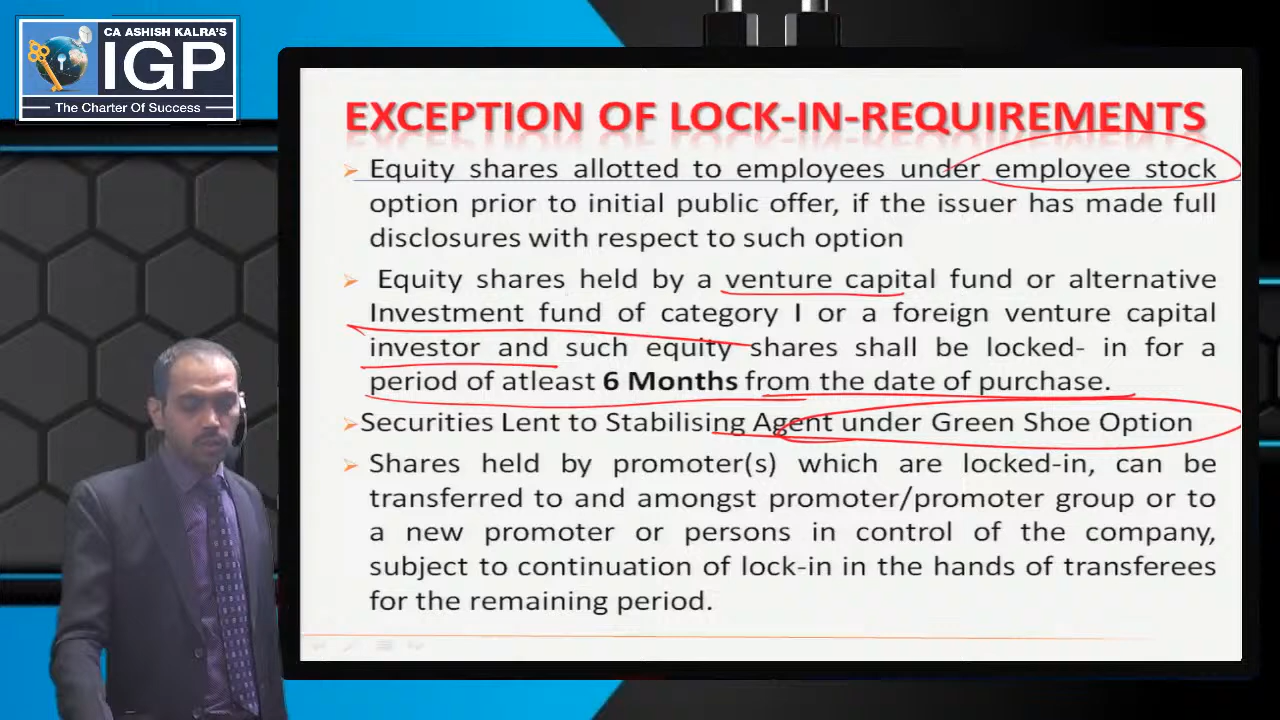 CA ASHISH KALRA'S
IGP
The Charter Of Success
EXCEPTION OF LOCK-IN-REQUIREMENTS
Equity shares allotted to employees under employee stock
option prior to initial public offer, if the issuer has made full
disclosures with respect to such option
Equity shares held by a venture capital fund or alternative
Investment fund of category I or a foreign venture capital
investor and such equity shares shall be locked- in for a
period of atleast 6 Months from the date of purchase.
Securities Lent to Stabilising Agent under Green Shoe Option
Shares held by promoter(s) which are locked-in, can be
transferred to and amongst promoter/promoter group or to
a new promoter or persons in control of the company,
subject to continuation of lock-in in the hands of transferees
for the remaining period.